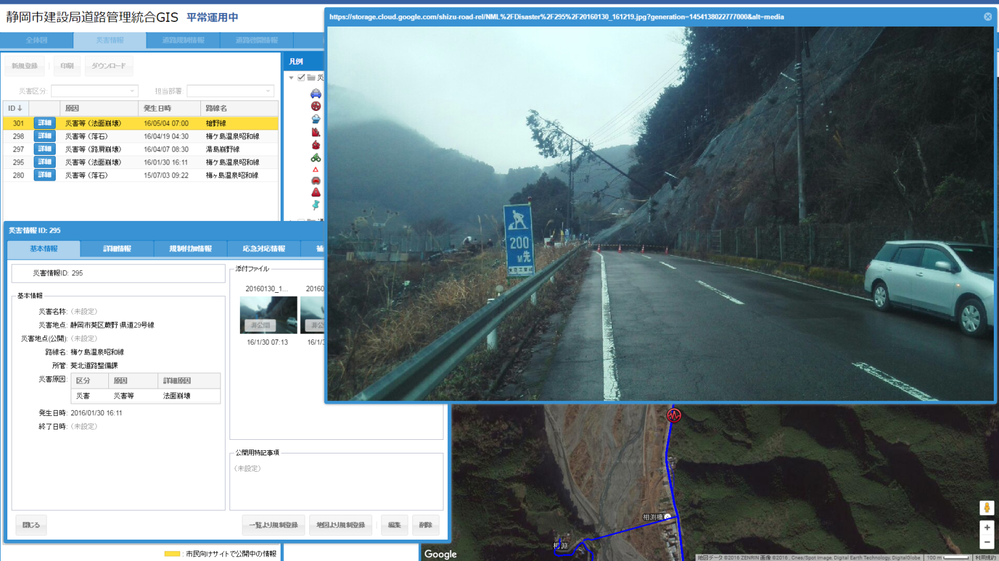 静岡市建設局道路管理統合GIS 平常運用中
全体図 災害情報 道路規制情報 道路啓開情報
新規登録 印刷 ダウンロード
災害区分: 担当部署:
ID 原因 発生日時 路線名
301 詳細 災害等（法面崩壊） 16/05/04 07:00 檜野線
298 詳細 災害等（落石） 16/04/19 04:30 梅ケ島温泉昭和線
297 詳細 災害等（路肩崩壊） 16/04/07 08:30 湯島崩野線
295 詳細 災害等（法面崩壊） 16/01/30 16:11 梅ケ島温泉昭和線
280 詳細 災害等（落石） 15/07/03 09:22 梅ヶ島温泉昭和線
凡例
災
https://storage.cloud.google.com/shizu-road-rel/NML%2FDisaster%2F295%2F20160130_161219.jpg?generation=1454138022777000&alt=media
200
M先
災害情報 ID: 295
基本情報 詳細情報 規制付加情報 応急対応情報 補
災害情報ID: 295
基本情報
災害名称: （未設定）
災害地点: 静岡市葵区蕨野 県道29号線
災害地点(公開): （未設定）
路線名: 梅ケ島温泉昭和線
所管: 葵北道路整備課
災害原因: 区分 原因 詳細原因
災害 災害等 法面崩壊
発生日時: 2016/01/30 16:11
終了日時: （未設定）
添付ファイル
20160130_1... 20160
非公開 非公
16/1/30 07:13 16/1/3
公開用特記事項
（未設定）
閉じる 一覧より規制登録 地図より規制登録 編集 削除
: 市民向けサイトで公開中の情報
相渕橋
相淵
Google
地図データ ©2016 ZENRIN 画像 ©2016 , Cnes/Spot Image, Digital Earth Technology, DigitalGlobe 100 m 利用規約